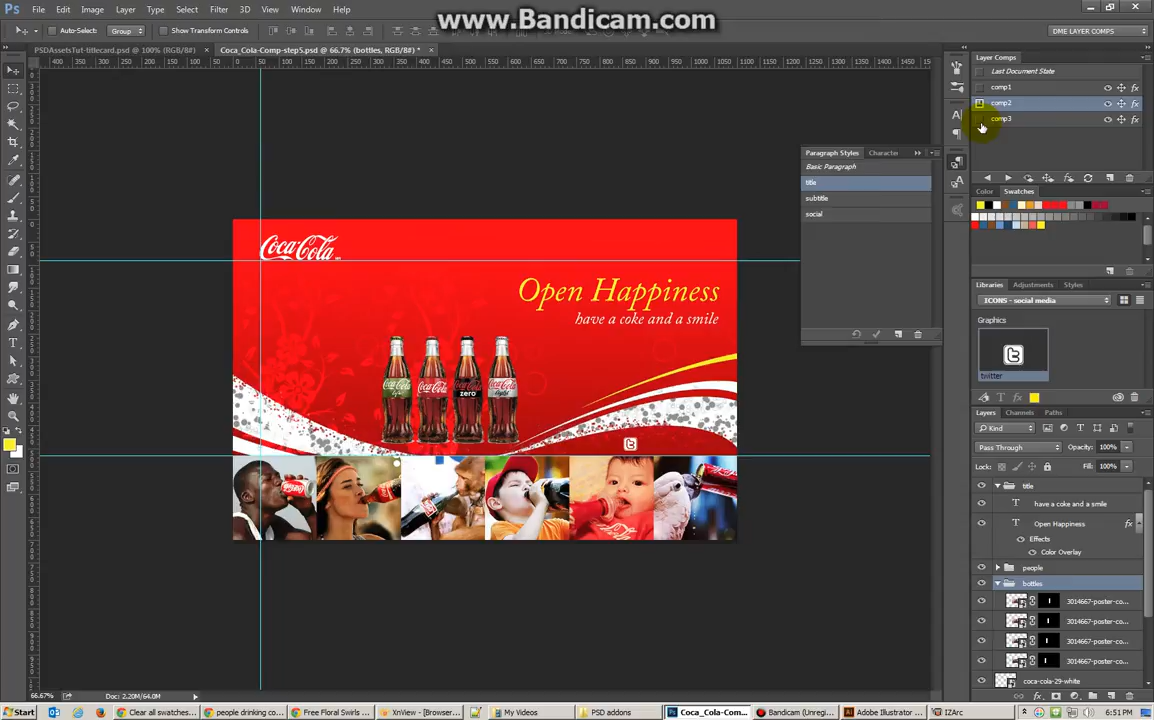 www.Bandicam.com
Ps File Edit Image Layer Type Select Filter 3D View Window Help
Auto-Select: Group Show Transform Controls DME LAYER COMPS
PSDAssetsTut-titlecard.psd @ 100% (RGB/8#) × Coca_Cola-Comp-step5.psd @ 66.7% (bottles, RGB/8#) * ×
Layer Comps
Last Document State
comp1
comp2
comp3
Paragraph Styles Character
Basic Paragraph
title
subtitle
social
Color Swatches
Coca-Cola
Open Happiness
have a coke and a smile
zero
light
Libraries Adjustments Styles
ICONS - social media
Graphics
twitter
Layers Channels Paths
Kind
Pass Through Opacity: 100%
Lock: Fill: 100%
title
T have a coke and a smile
T Open Happiness fx
Effects
Color Overlay
people
bottles
3014667-poster-co...
3014667-poster-co...
3014667-poster-co...
3014667-poster-co...
coca-cola-29-white
66.67% Doc: 2.20M/64.0M
Start Clear all swatches... people drinking co... Free Floral Swirls ... XnView - [Browser... My Videos PSD addons Coca_Cola-Com... Bandicam (Unregi... Adobe Illustrator ... IZArc 6:51 PM